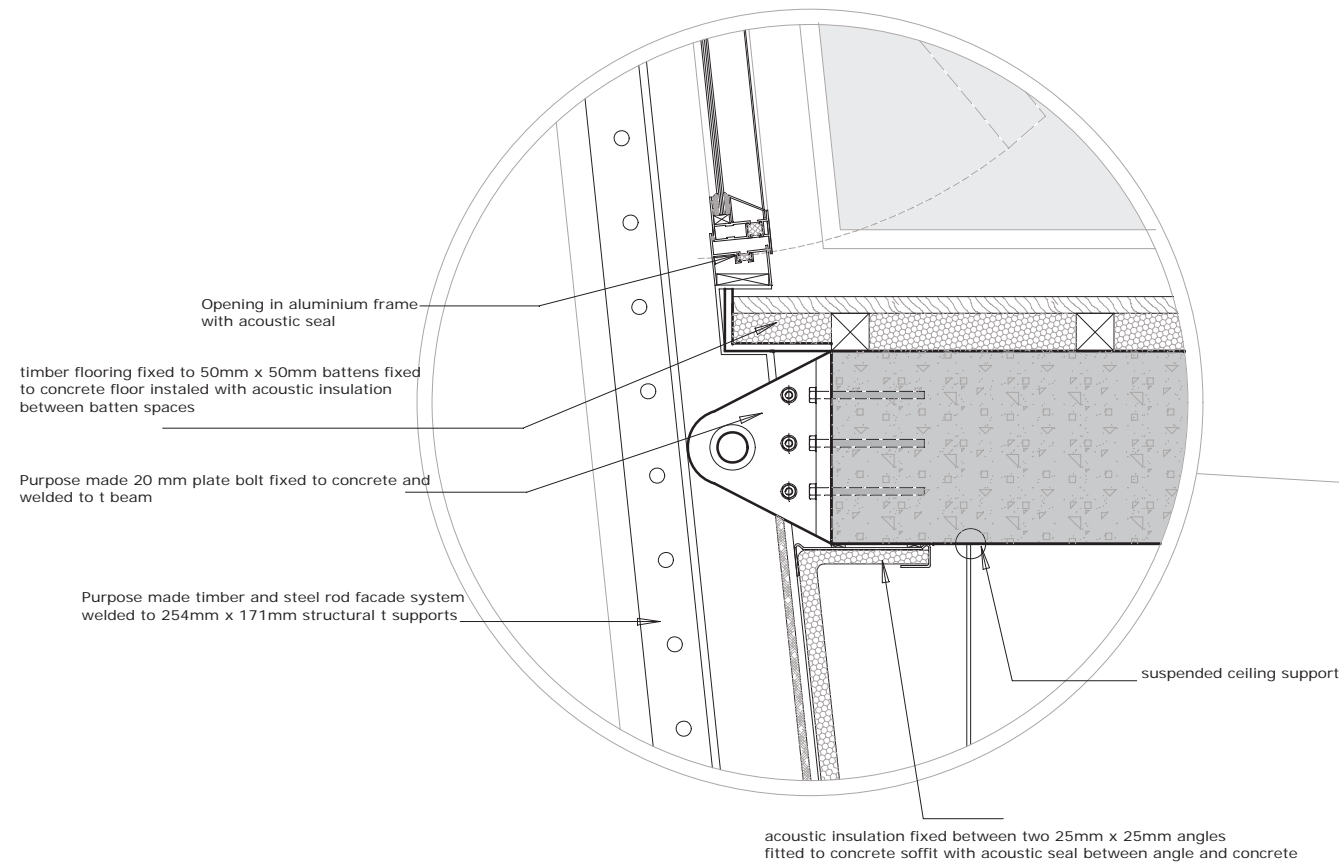 Opening in aluminium frame
with acoustic seal
timber flooring fixed to 50mm x 50mm battens fixed
to concrete floor instaled with acoustic insulation
between batten spaces
Purpose made 20 mm plate bolt fixed to concrete and
welded to t beam
Purpose made timber and steel rod facade system
welded to 254mm x 171mm structural t supports
suspended ceiling support
acoustic insulation fixed between two 25mm x 25mm angles
fitted to concrete soffit with acoustic seal between angle and concrete